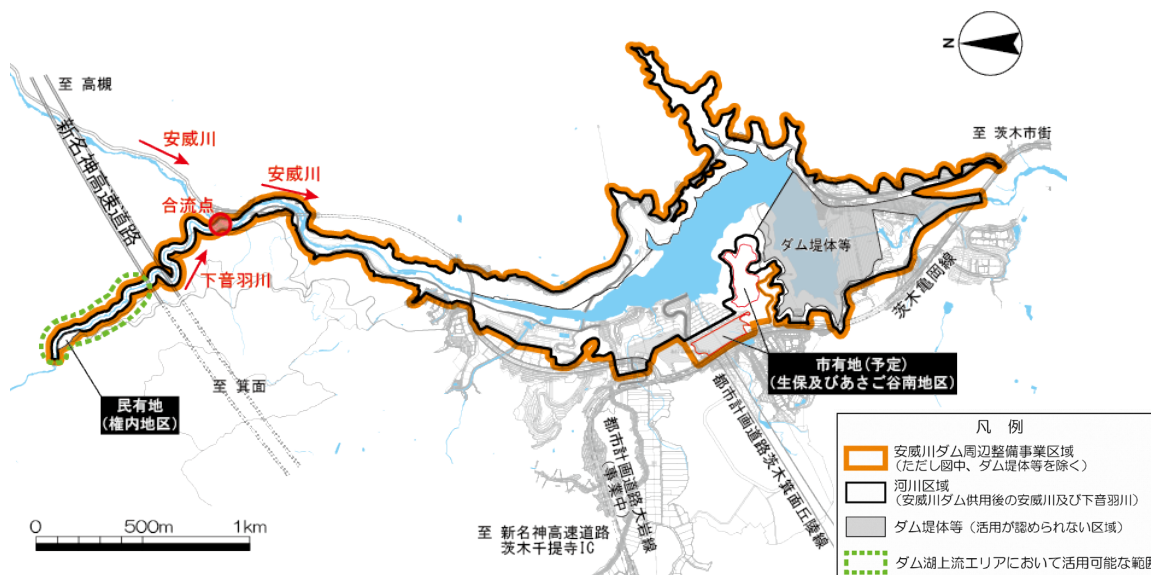 N
至 高槻
新名神高速道路
安威川
安威川
合流点
下音羽川
至 箕面
民有地
(権内地区)
至 茨木市街
ダム堤体等
茨木亀岡線
市有地(予定)
(生保及びあさご谷南地区)
都市計画道路茨木箕面丘陵線
都市計画道路大岩線
(事業中)
至 新名神高速道路
茨木千提寺IC
0 500m 1km
凡 例
安威川ダム周辺整備事業区域
(ただし図中、ダム堤体等を除く)
河川区域
(安威川ダム供用後の安威川及び下音羽川)
ダム堤体等(活用が認められない区域)
ダム湖上流エリアにおいて活用可能な範囲